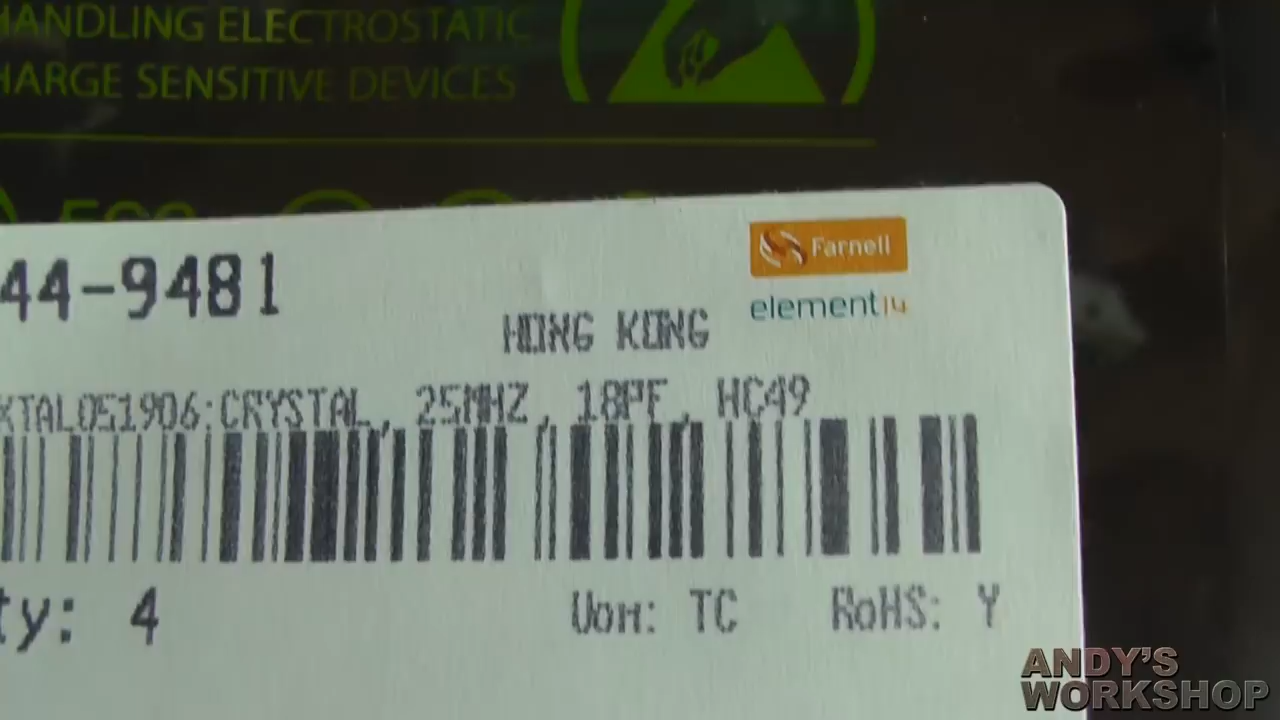 HANDLING ELECTROSTATIC
HARGE SENSITIVE DEVICES
Farnell
element14
44-9481
HONG KONG
XTAL051906:CRYSTAL, 25MHZ, 18PF, HC49
ty: 4
UoM: TC
RoHS: Y
ANDY'S
WORKSHOP